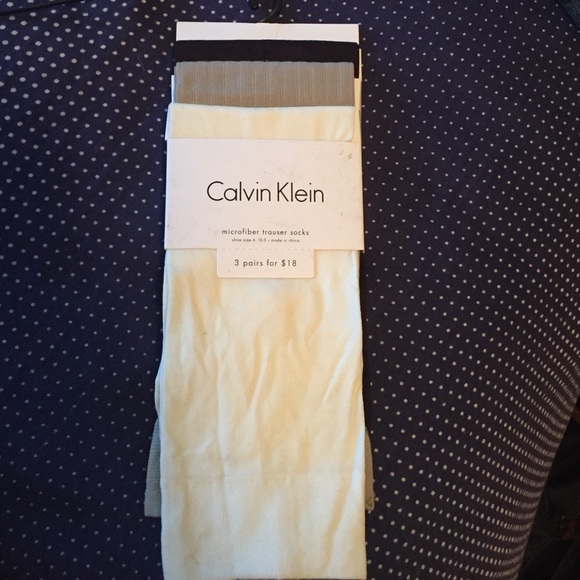 Calvin Klein
microfiber trouser socks
shoe size 6-10.5 - made in china
3 pairs for $18